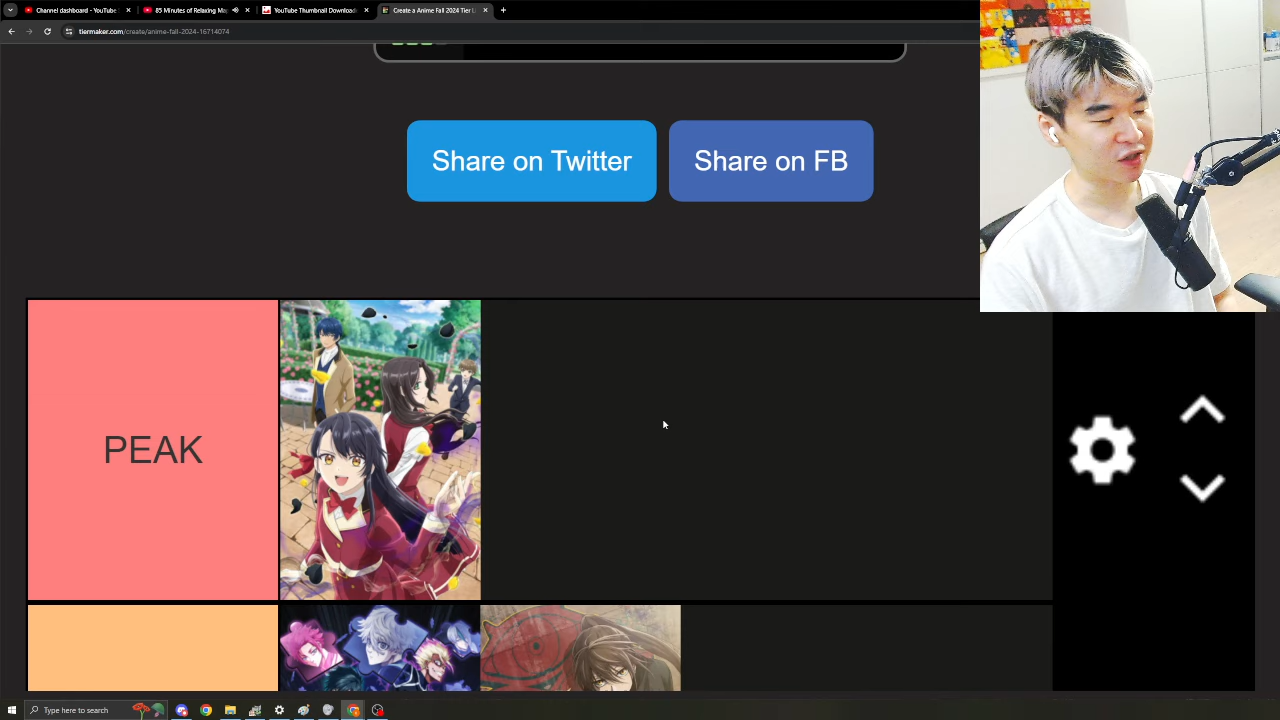 Channel dashboard - YouTube
85 Minutes of Relaxing Ma
YouTube Thumbnail Download
Create a Anime Fall 2024 Tier L
tiermaker.com/create/anime-fall-2024-16714074
Share on Twitter
Share on FB
PEAK
Type here to search